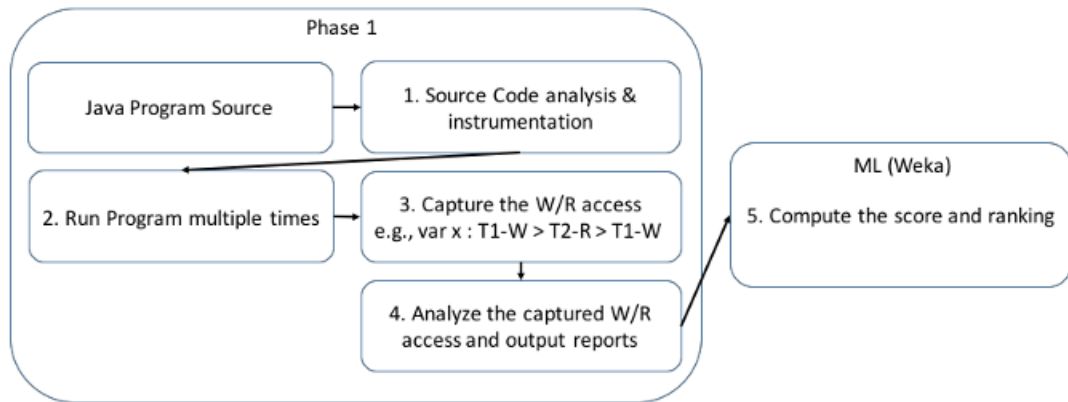 Phase 1
Java Program Source
1. Source Code analysis &
instrumentation
2. Run Program multiple times
3. Capture the W/R access
e.g., var x : T1-W > T2-R > T1-W
4. Analyze the captured W/R
access and output reports
ML (Weka)
5. Compute the score and ranking